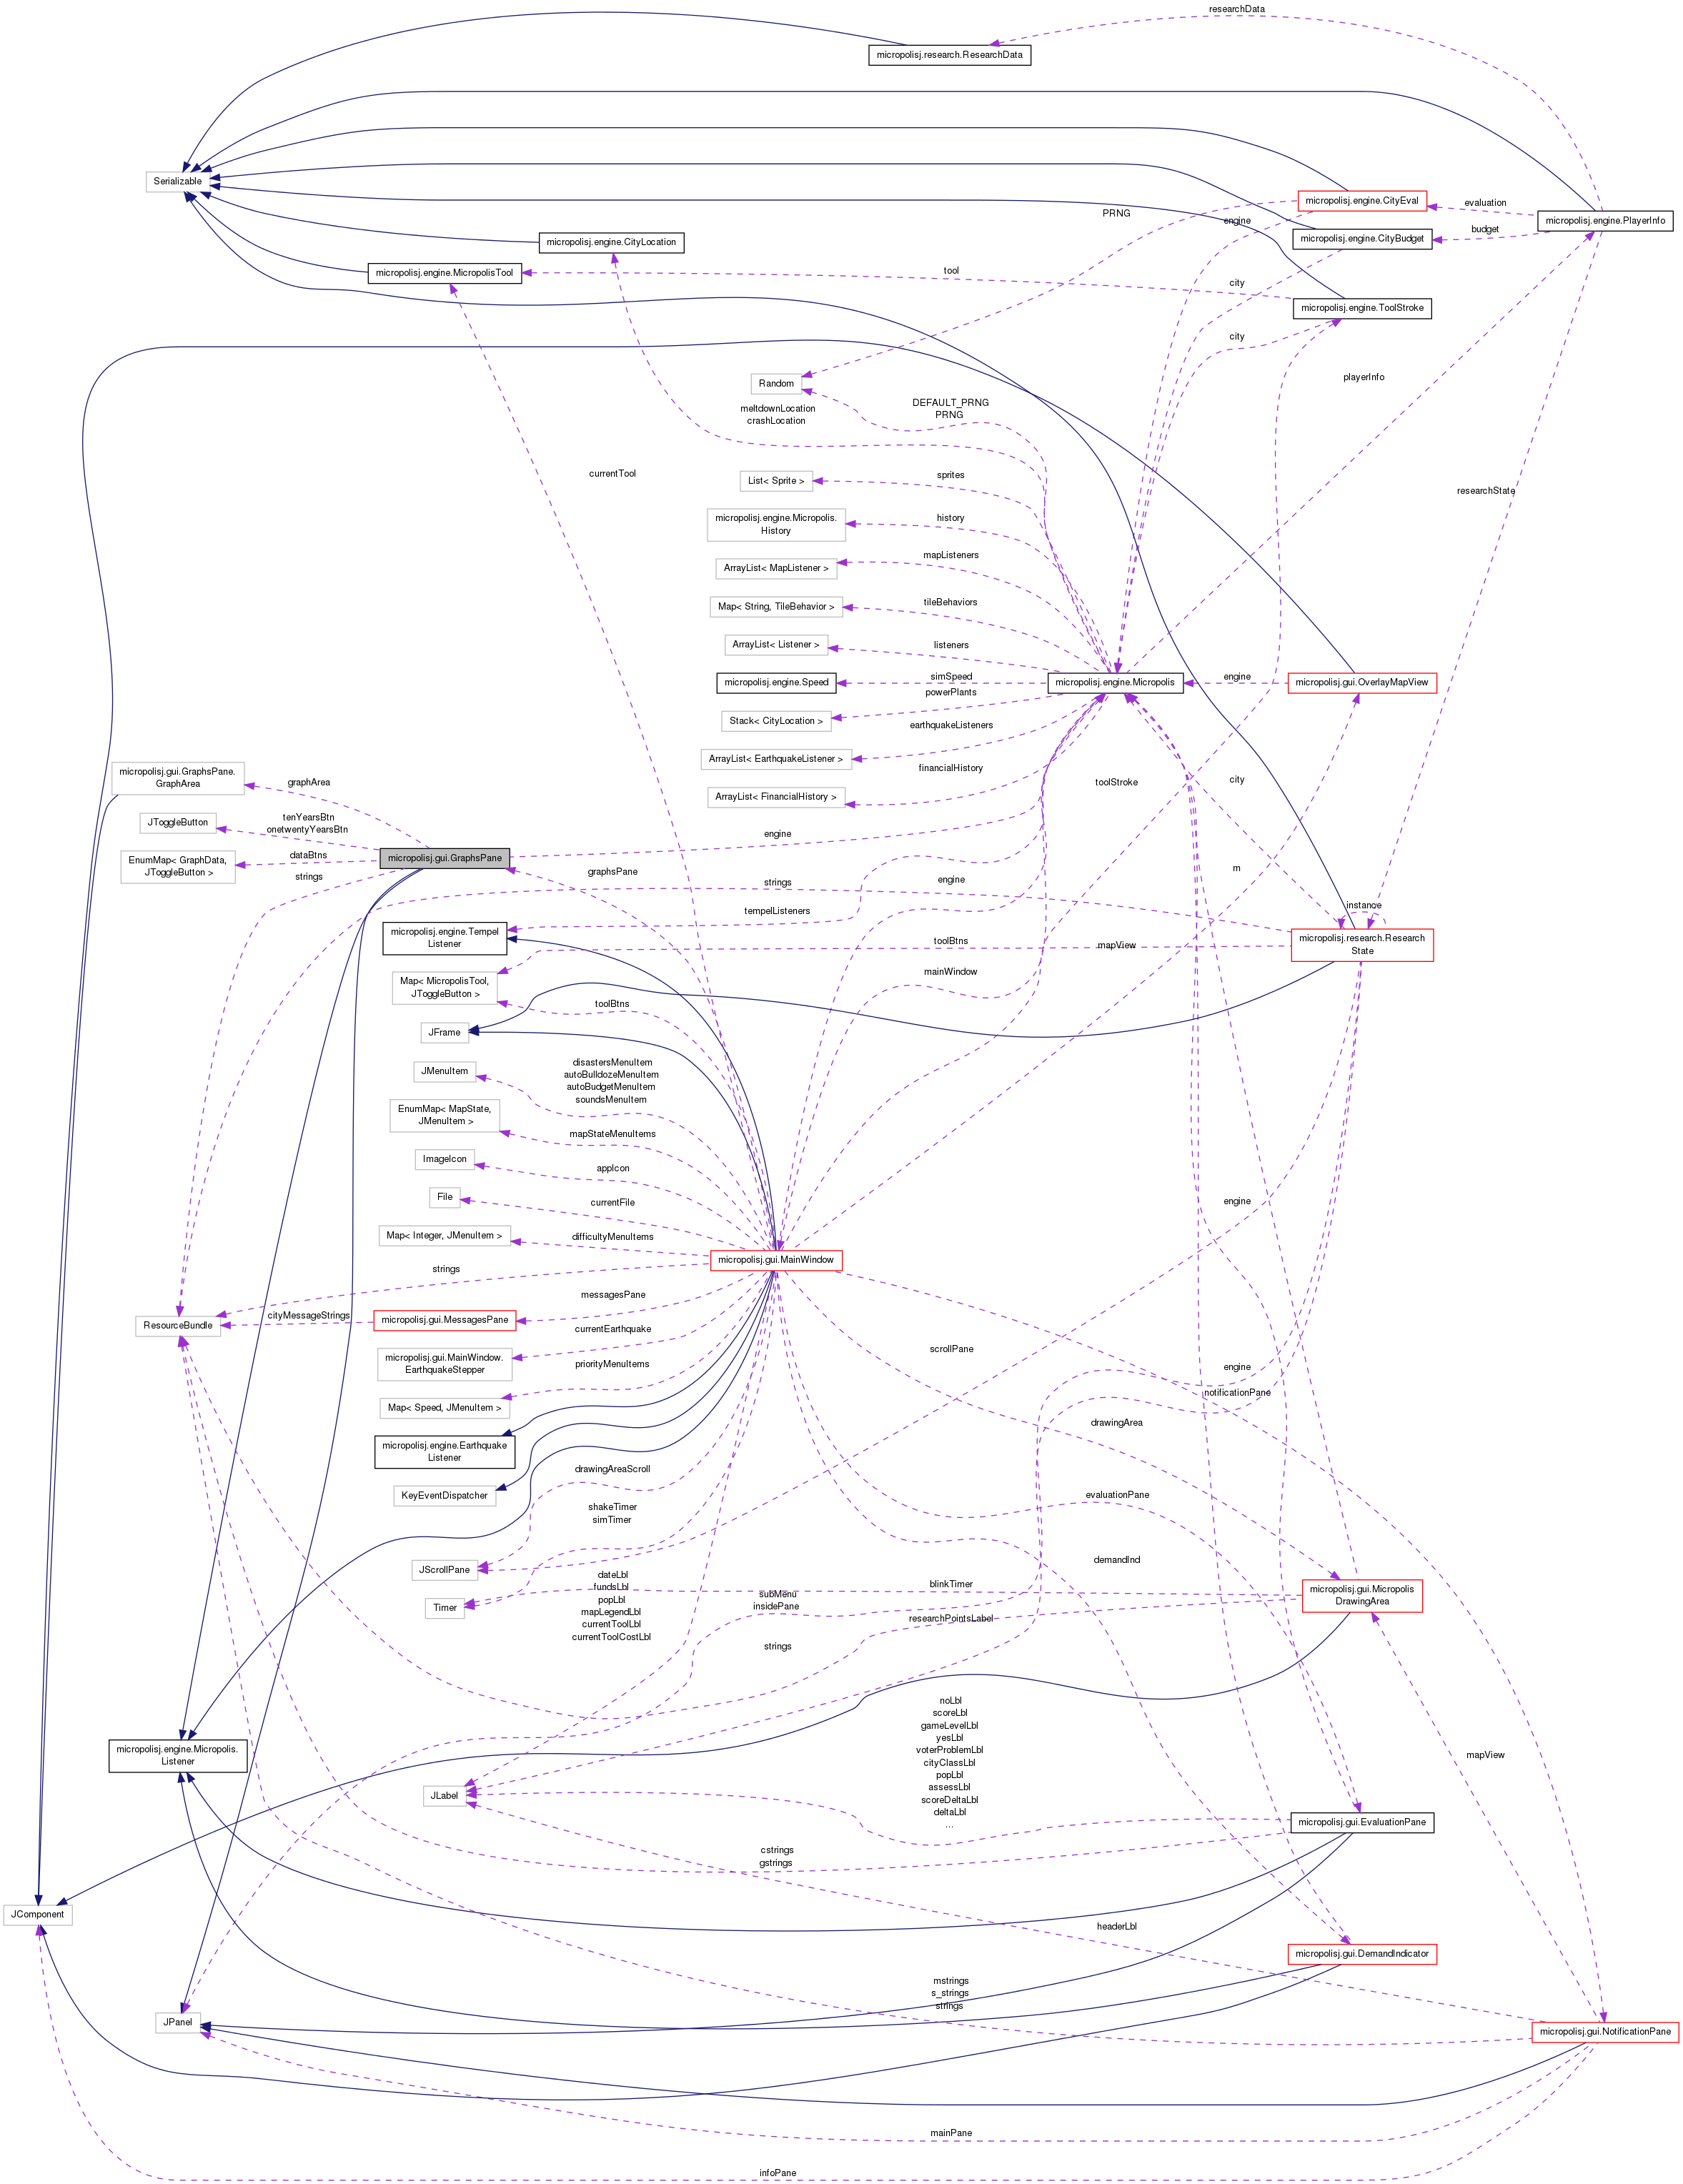 researchData
micropolisj.research.ResearchData
Serializable
micropolisj.engine.CityEval
evaluation
PRNG
engine
micropolisj.engine.PlayerInfo
budget
micropolisj.engine.CityBudget
micropolisj.engine.CityLocation
micropolisj.engine.MicropolisTool
tool
city
micropolisj.engine.ToolStroke
city
playerInfo
Random
DEFAULT_PRNG
PRNG
meltdownLocation
crashLocation
currentTool
List< Sprite >
sprites
researchState
micropolisj.engine.Micropolis.
History
history
ArrayList< MapListener >
mapListeners
Map< String, TileBehavior >
tileBehaviors
ArrayList< Listener >
listeners
micropolisj.engine.Speed
simSpeed
micropolisj.engine.Micropolis
engine
micropolisj.gui.OverlayMapView
powerPlants
Stack< CityLocation >
earthquakeListeners
ArrayList< EarthquakeListener >
financialHistory
ArrayList< FinancialHistory >
toolStroke
city
micropolisj.gui.GraphsPane.
GraphArea
graphArea
JToggleButton
tenYearsBtn
onetwentyYearsBtn
engine
EnumMap< GraphData,
JToggleButton >
dataBtns
micropolisj.gui.GraphsPane
strings
graphsPane
strings
engine
m
instance
tempelListeners
micropolisj.engine.Tempel
Listener
toolBtns
mapView
micropolisj.research.Research
State
Map< MicropolisTool,
JToggleButton >
mainWindow
toolBtns
JFrame
JMenuItem
disastersMenuItem
autoBulldozeMenuItem
autoBudgetMenuItem
soundsMenuItem
EnumMap< MapState,
JMenuItem >
mapStateMenuItems
ImageIcon
appIcon
File
currentFile
engine
Map< Integer, JMenuItem >
difficultyMenuItems
micropolisj.gui.MainWindow
strings
messagesPane
cityMessageStrings
micropolisj.gui.MessagesPane
ResourceBundle
currentEarthquake
micropolisj.gui.MainWindow.
EarthquakeStepper
priorityMenuItems
scrollPane
engine
notificationPane
Map< Speed, JMenuItem >
drawingArea
micropolisj.engine.Earthquake
Listener
drawingAreaScroll
KeyEventDispatcher
evaluationPane
shakeTimer
simTimer
JScrollPane
demandInd
dateLbl
fundsLbl
popLbl
mapLegendLbl
currentToolLbl
currentToolCostLbl
subMenu
insidePane
blinkTimer
Timer
micropolisj.gui.Micropolis
DrawingArea
researchPointsLabel
strings
noLbl
scoreLbl
gameLevelLbl
yesLbl
voterProblemLbl
cityClassLbl
popLbl
assessLbl
scoreDeltaLbl
deltaLbl
...
micropolisj.engine.Micropolis.
Listener
mapView
JLabel
micropolisj.gui.EvaluationPane
cstrings
gstrings
JComponent
headerLbl
micropolisj.gui.DemandIndicator
mstrings
s_strings
strings
JPanel
micropolisj.gui.NotificationPane
mainPane
infoPane